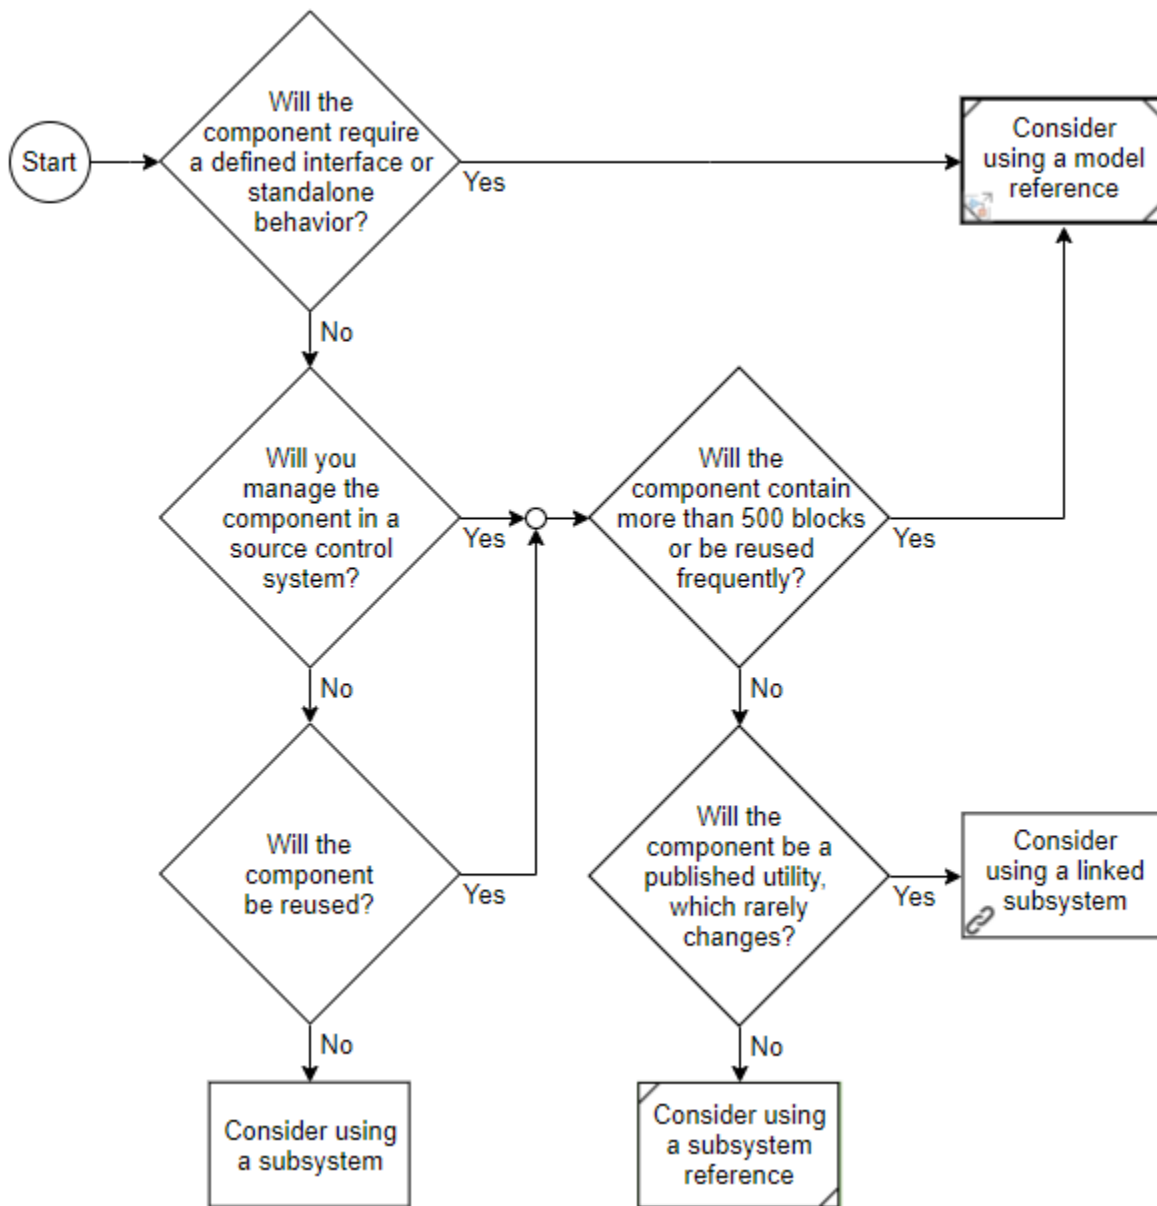 Start
Will the
component require
a defined interface or
standalone
behavior?
Yes
Consider
using a model
reference
No
Will you
manage the
component in a
source control
system?
Yes
Will the
component contain
more than 500 blocks
or be reused
frequently?
Yes
No
No
Will the
component
be reused?
Yes
Will the
component be a
published utility,
which rarely
changes?
Yes
Consider
using a linked
subsystem
No
No
Consider using
a subsystem
Consider using
a subsystem
reference